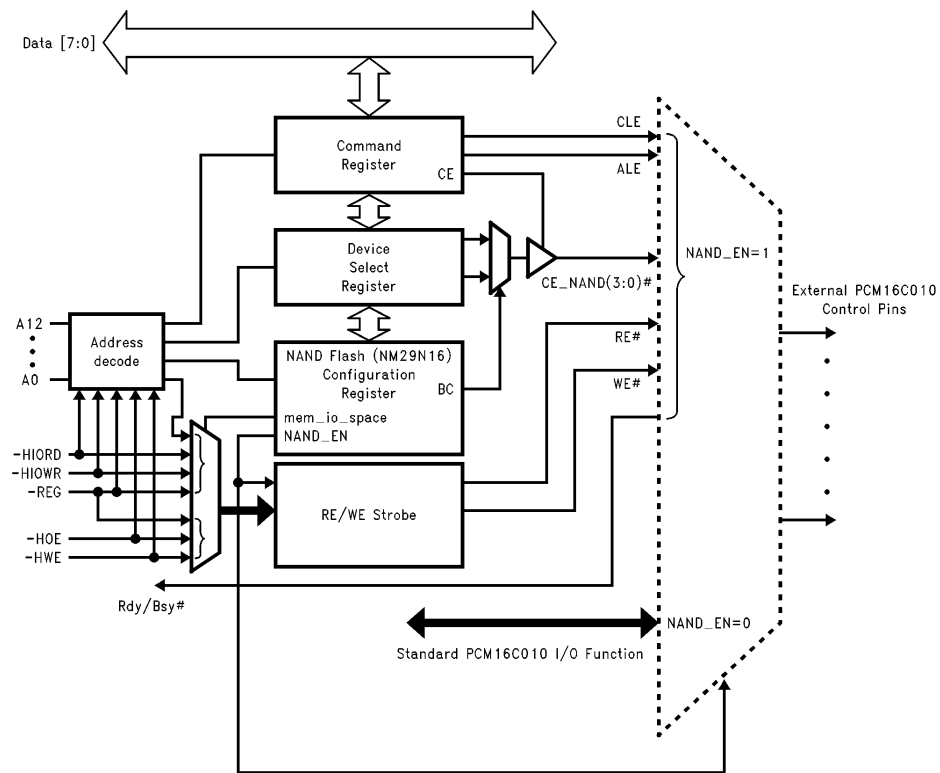 Data [7:0]
Command
Register
CE
CLE
ALE
Device
Select
Register
CE_NAND(3:0)#
NAND_EN=1
External PCM16C010
Control Pins
A12
A0
Address
decode
NAND Flash (NM29N16)
Configuration
Register
BC
mem_io_space
NAND_EN
RE#
WE#
-HIORD
-HIOWR
-REG
-HOE
-HWE
RE/WE Strobe
Rdy/Bsy#
NAND_EN=0
Standard PCM16C010 I/O Function